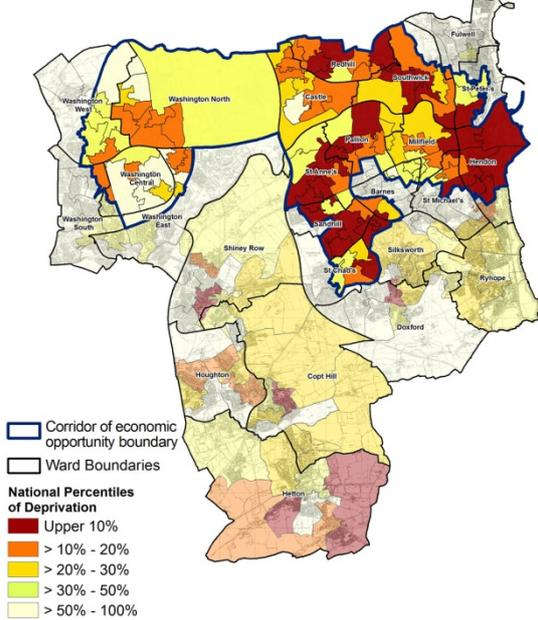 Fulwell
Redhill
Southwick
St Peter's
Washington
West
Washington North
Castle
Pallion
Millfield
Hendon
St Anne's
Washington
Central
Barnes
St Michael's
Washington
South
Washington
East
Sandhill
Shiney Row
Silksworth
St Chad's
Ryhope
Doxford
Houghton
Copt Hill
Hetton
Corridor of economic
opportunity boundary
Ward Boundaries
National Percentiles
of Deprivation
Upper 10%
> 10% - 20%
> 20% - 30%
> 30% - 50%
> 50% - 100%